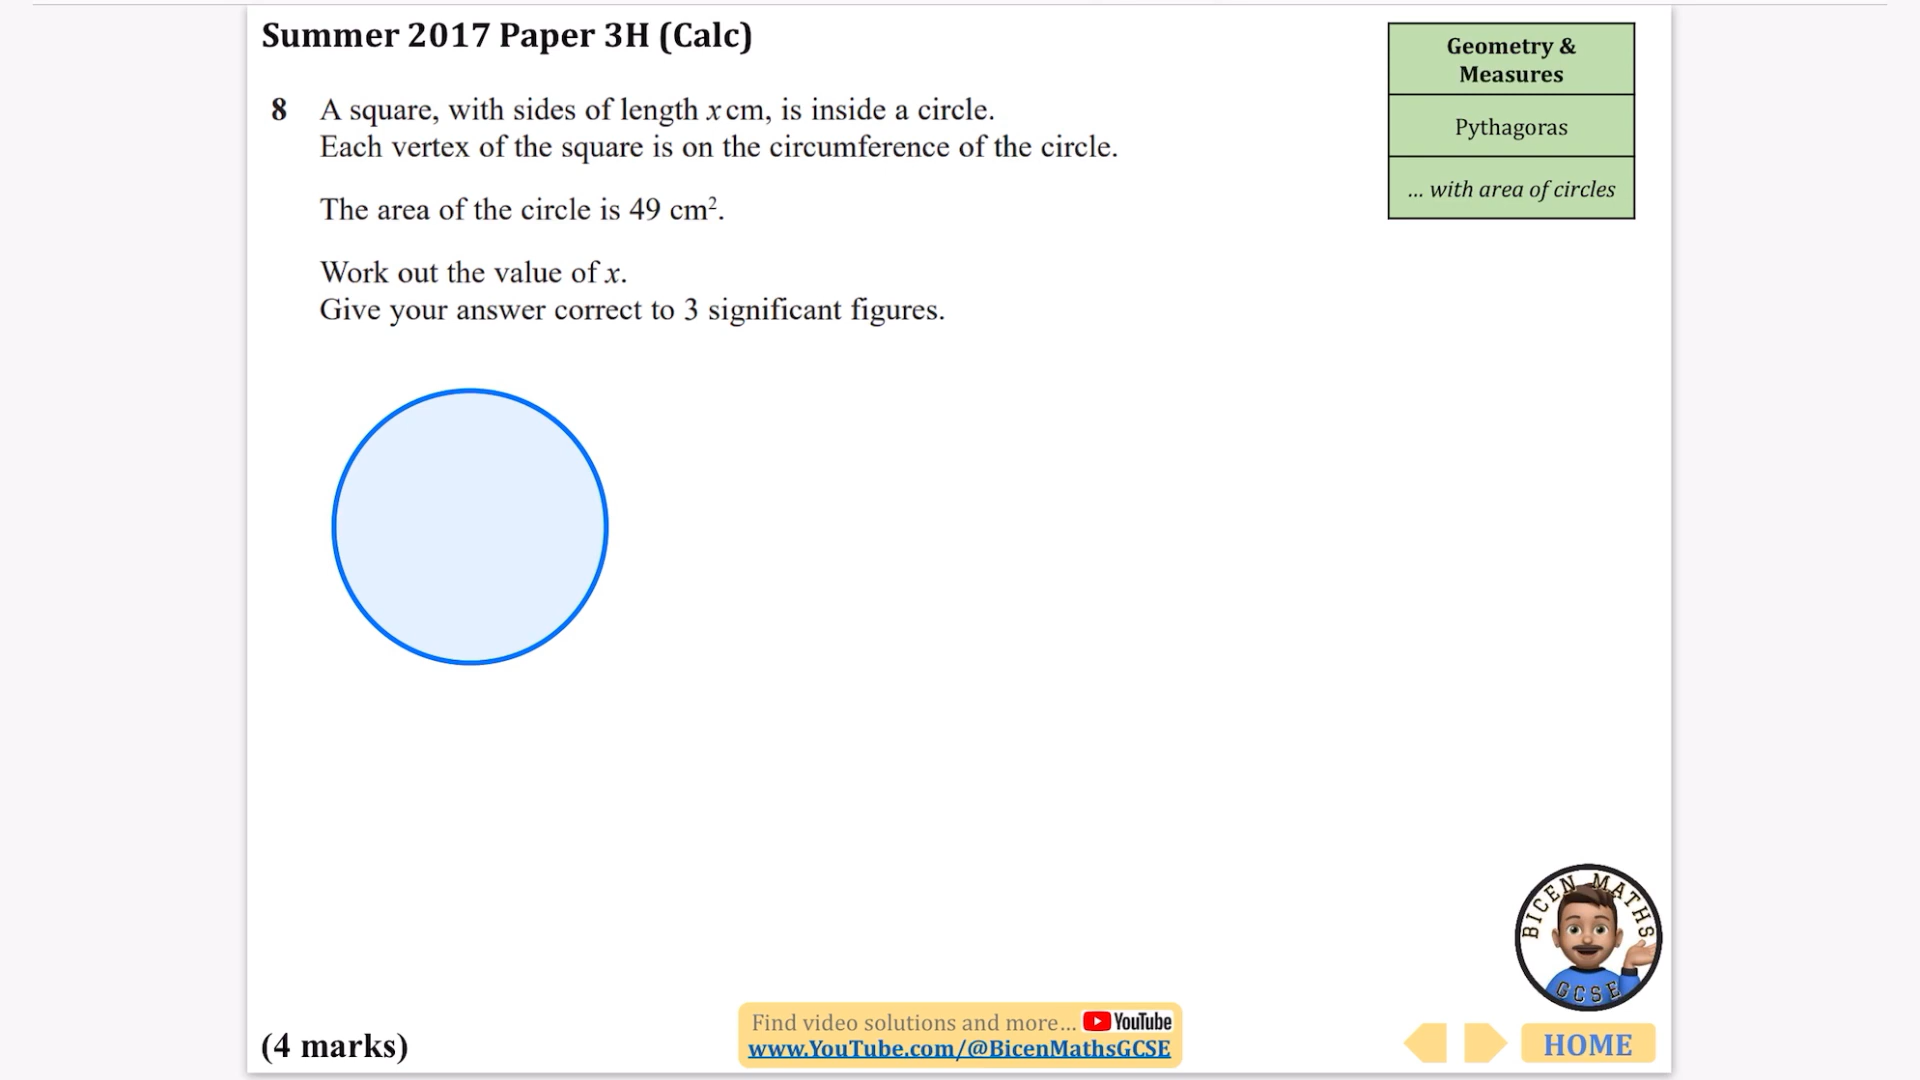 Summer 2017 Paper 3H (Calc)
Geometry &
Measures
Pythagoras
... with area of circles
8 A square, with sides of length x cm, is inside a circle.
Each vertex of the square is on the circumference of the circle.
The area of the circle is 49 cm².
Work out the value of x.
Give your answer correct to 3 significant figures.
BICEN MATHS
GCSE
(4 marks)
Find video solutions and more... YouTube
www.YouTube.com/@BicenMathsGCSE
HOME